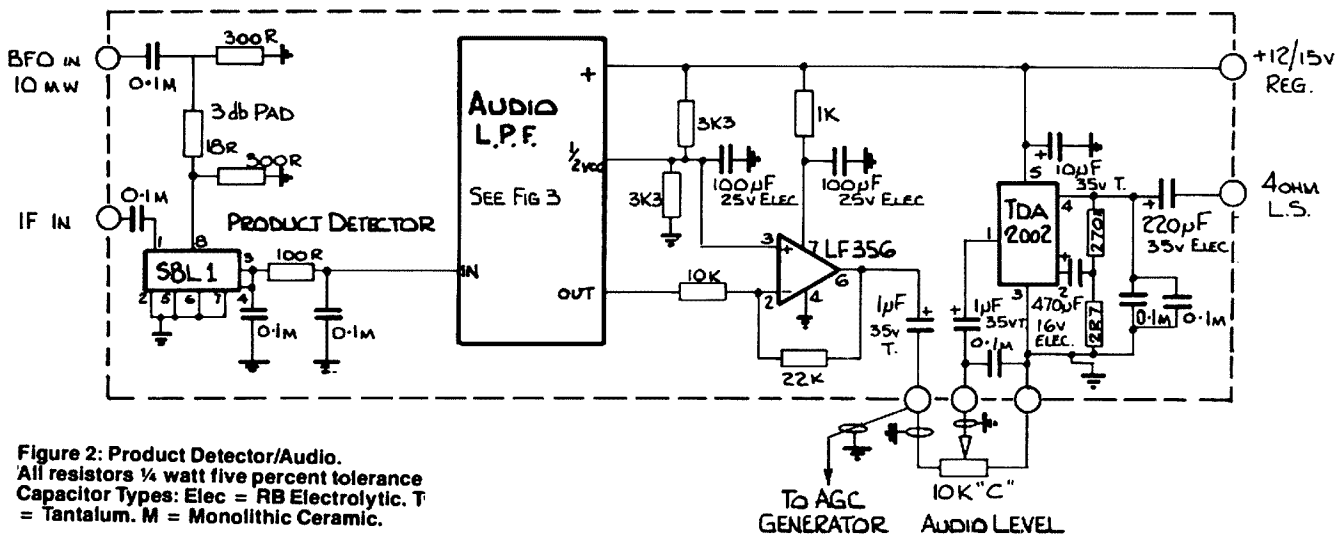 BFO IN
10 MW
0.1M
300R
3db PAD
18R
300R
IF IN
0.1M
PRODUCT DETECTOR
1
8
SBL 1
3
4
2
5
6
7
100R
0.1M
0.1M
AUDIO
L.P.F.
SEE FIG 3
+
1/2 VCC
IN
OUT
3K3
3K3
100µF
25V ELEC
1K
100µF
25V ELEC
10K
3
+
7
LF356
2
-
4
6
22K
1µF
35V
T.
+
+12/15V
REG.
+
10µF
35V T.
5
TDA
2002
1
4
3
2
270R
2R7
+
470µF
16V
ELEC.
+
1µF
35V T.
0.1M
+
220µF
35V ELEC
4 OHM
L.S.
0.1M
0.1M
10K "C"
TO AGC
GENERATOR
AUDIO LEVEL
Figure 2: Product Detector/Audio.
All resistors ¼ watt five percent tolerance
Capacitor Types: Elec = RB Electrolytic. T
= Tantalum. M = Monolithic Ceramic.